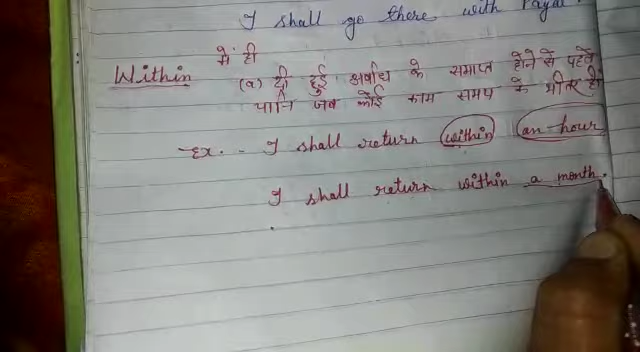 I shall go there with Payal.
Within में ही
(a) दी हुई अवधि के समाप्त होने से पहले
यानि जब कोई काम समय के भीतर हो
Ex. - I shall return within an hour
I shall return within a month.